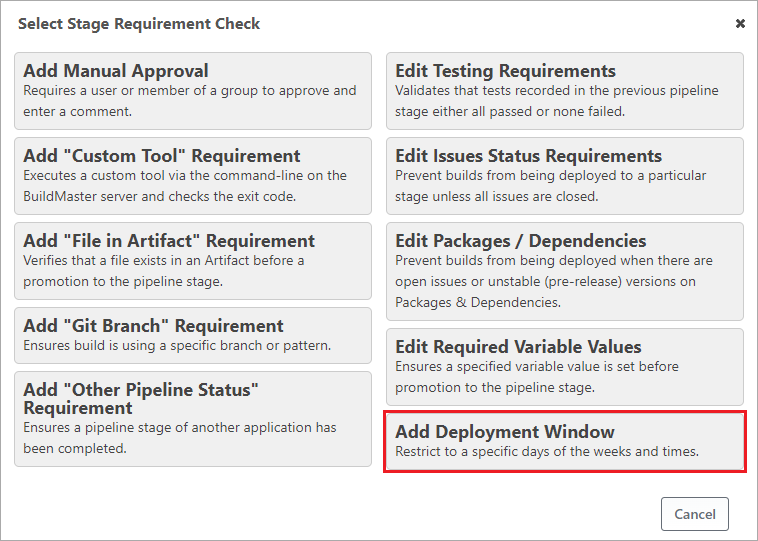 Select Stage Requirement Check
✖
Add Manual Approval
Requires a user or member of a group to approve and
enter a comment.
Add "Custom Tool" Requirement
Executes a custom tool via the command-line on the
BuildMaster server and checks the exit code.
Add "File in Artifact" Requirement
Verifies that a file exists in an Artifact before a
promotion to the pipeline stage.
Add "Git Branch" Requirement
Ensures build is using a specific branch or pattern.
Add "Other Pipeline Status"
Requirement
Ensures a pipeline stage of another application has
been completed.
Edit Testing Requirements
Validates that tests recorded in the previous pipeline
stage either all passed or none failed.
Edit Issues Status Requirements
Prevent builds from being deployed to a particular
stage unless all issues are closed.
Edit Packages / Dependencies
Prevent builds from being deployed when there are
open issues or unstable (pre-release) versions on
Packages & Dependencies.
Edit Required Variable Values
Ensures a specified variable value is set before
promotion to the pipeline stage.
Add Deployment Window
Restrict to a specific days of the weeks and times.
Cancel